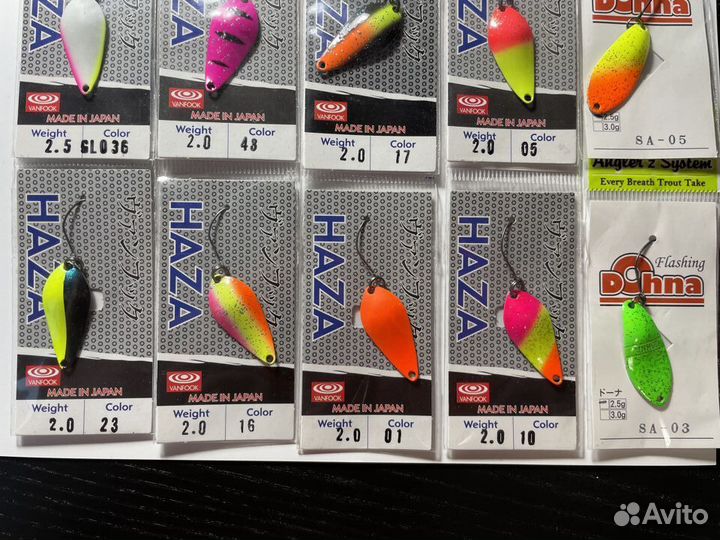 HAZA
VANFOOK
MADE IN JAPAN
Weight Color
2.5 GL036
HAZA
VANFOOK
MADE IN JAPAN
Weight Color
2.0 48
HAZA
VANFOOK
MADE IN JAPAN
Weight Color
2.0 17
HAZA
VANFOOK
MADE IN JAPAN
Weight Color
2.0 05
Dohna
2.5g
3.0g
SA-05
HAZA
VANFOOK
MADE IN JAPAN
Weight Color
2.0 23
HAZA
VANFOOK
MADE IN JAPAN
Weight Color
2.0 16
HAZA
VANFOOK
MADE IN JAPAN
Weight Color
2.0 01
HAZA
VANFOOK
MADE IN JAPAN
Weight Color
2.0 10
Angler'z System
Every Breath Trout Take
Flashing
Dohna
ドーナ
2.5g
3.0g
SA-03
Avito